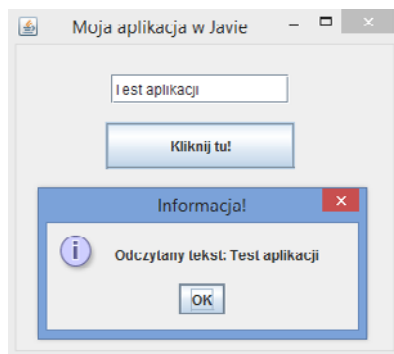 Moja aplikacja w Javie
Test aplikacji
Kliknij tu!
Informacja!
Odczytany tekst: Test aplikacji
OK